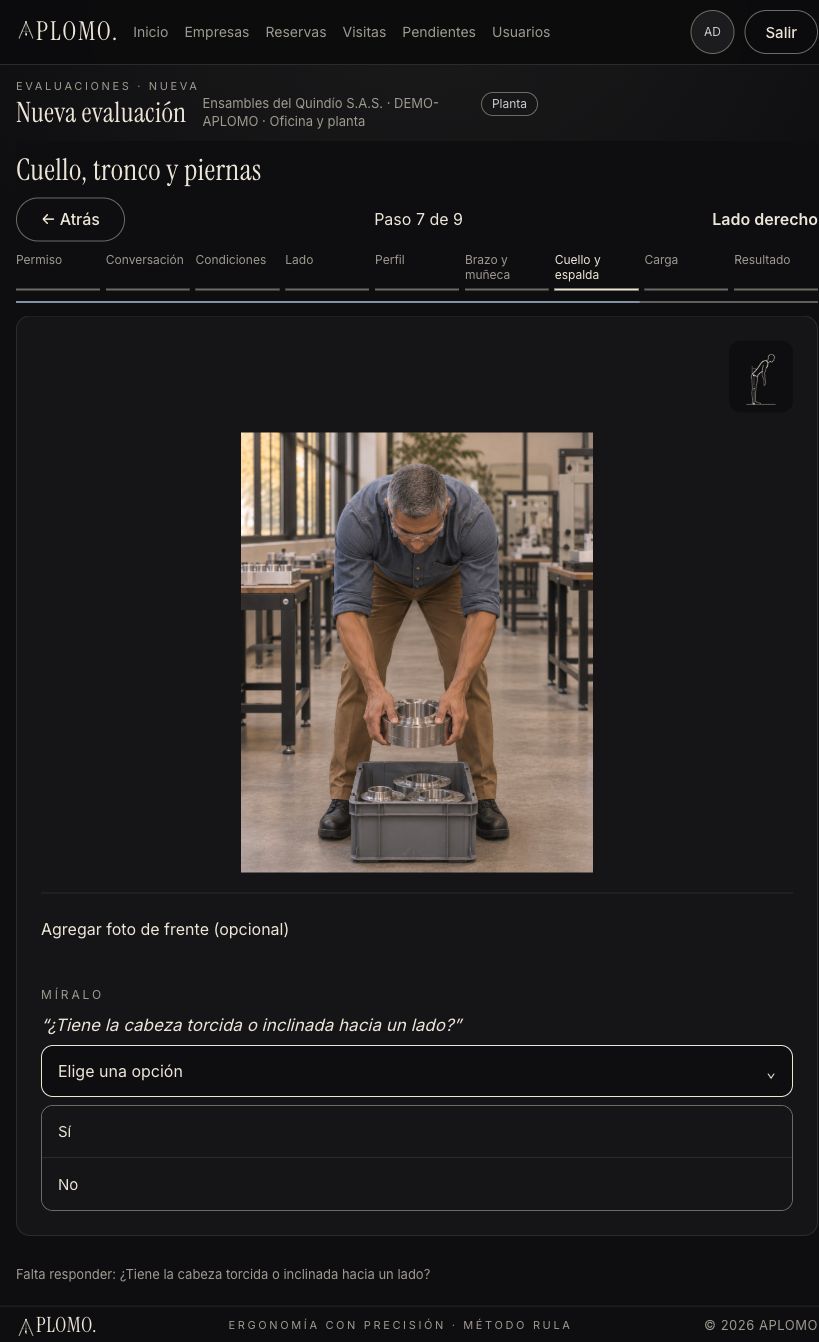 APLOMO.
Inicio
Empresas
Reservas
Visitas
Pendientes
Usuarios
AD
Salir
EVALUACIONES · NUEVA
Nueva evaluación
Ensambles del Quindío S.A.S. · DEMO-
APLOMO · Oficina y planta
Planta
Cuello, tronco y piernas
← Atrás
Paso 7 de 9
Lado derecho
Permiso
Conversación
Condiciones
Lado
Perfil
Brazo y
muñeca
Cuello y
espalda
Carga
Resultado
Agregar foto de frente (opcional)
MÍRALO
“¿Tiene la cabeza torcida o inclinada hacia un lado?”
Elige una opción
Sí
No
Falta responder: ¿Tiene la cabeza torcida o inclinada hacia un lado?
APLOMO.
ERGONOMÍA CON PRECISIÓN · MÉTODO RULA
© 2026 APLOMO